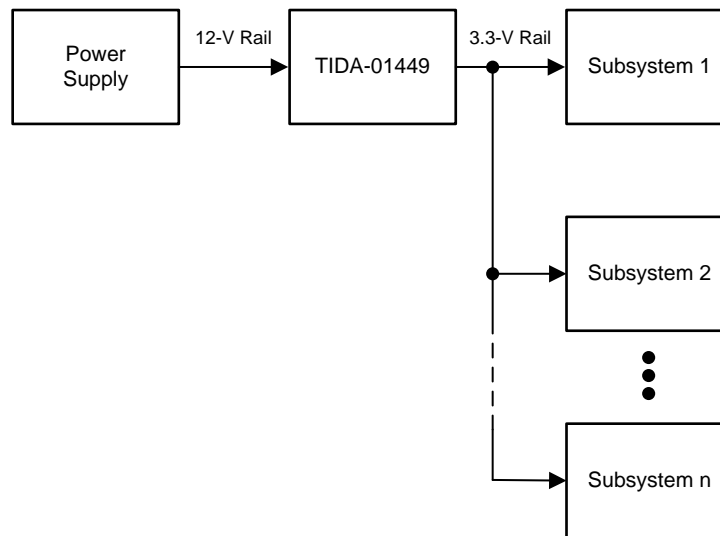 Power
Supply
12-V Rail
TIDA-01449
3.3-V Rail
Subsystem 1
Subsystem 2
Subsystem n